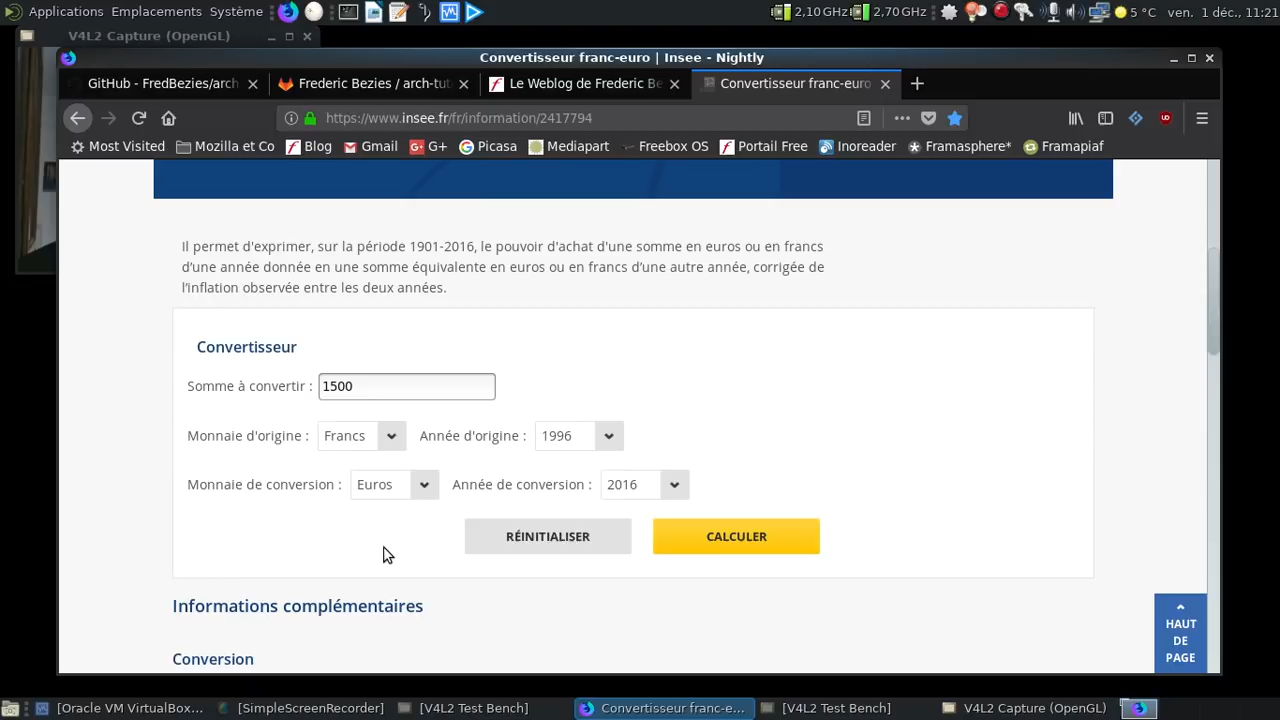 Applications Emplacements Système 2,10 GHz 2,70 GHz 5 °C ven. 1 déc., 11:21
V4L2 Capture (OpenGL)
Convertisseur franc-euro | Insee - Nightly
GitHub - FredBezies/arch Frederic Bezies / arch-tut Le Weblog de Frederic Be Convertisseur franc-euro
https://www.insee.fr/fr/information/2417794
Most Visited Mozilla et Co Blog Gmail G+ Picasa Mediapart Freebox OS Portail Free Inoreader Framasphère* Framapiaf
Il permet d'exprimer, sur la période 1901-2016, le pouvoir d'achat d'une somme en euros ou en francs
d’une année donnée en une somme équivalente en euros ou en francs d’une autre année, corrigée de
l’inflation observée entre les deux années.
Convertisseur
Somme à convertir : 1500
Monnaie d'origine : Francs Année d'origine : 1996
Monnaie de conversion : Euros Année de conversion : 2016
RÉINITIALISER CALCULER
Informations complémentaires
HAUT
DE
PAGE
Conversion
[Oracle VM VirtualBox... [SimpleScreenRecorder] [V4L2 Test Bench] Convertisseur franc-e... [V4L2 Test Bench] V4L2 Capture (OpenGL)